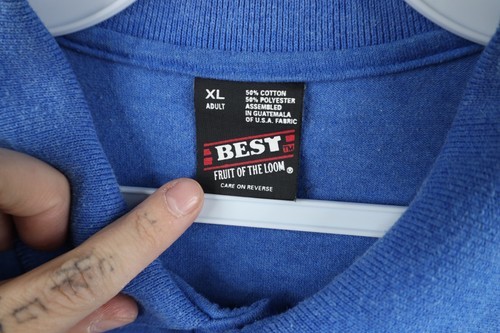 XL
ADULT
50% COTTON
50% POLYESTER
ASSEMBLED
IN GUATEMALA
OF U.S.A. FABRIC
BEST TM
FRUIT OF THE LOOM®
CARE ON REVERSE